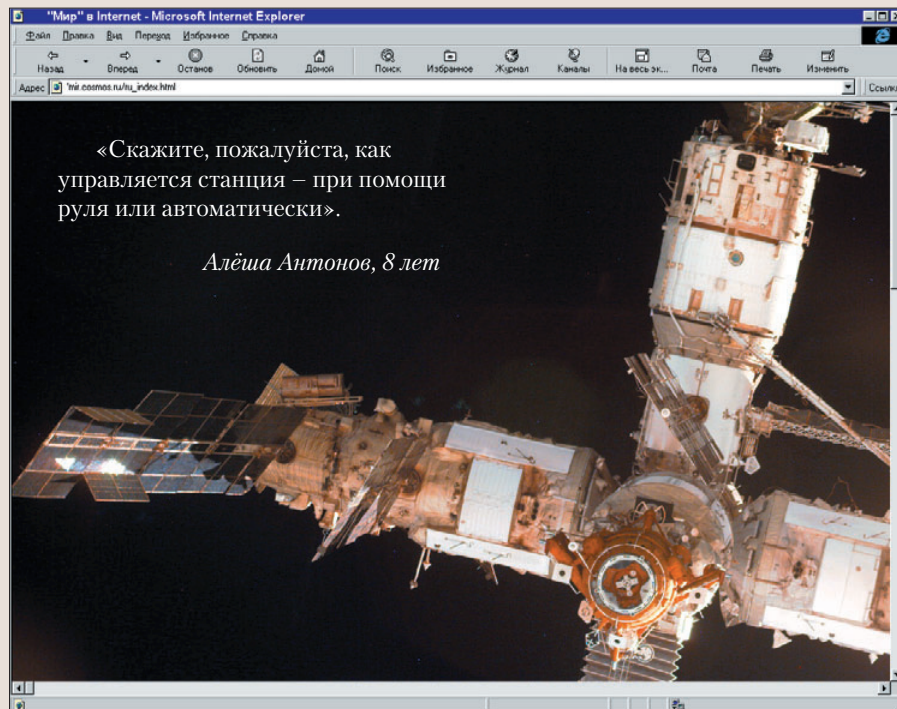 "Мир" в Internet - Microsoft Internet Explorer
Файл Правка Вид Переход Избранное Справка
Назад Вперед Останов Обновить Домой Поиск Избранное Журнал Каналы На весь эк... Почта Печать Изменить
Адрес 'mir.cosmos.ru/ru_index.html Ссылки
«Скажите, пожалуйста, как
управляется станция – при помощи
руля или автоматически».
Алёша Антонов, 8 лет